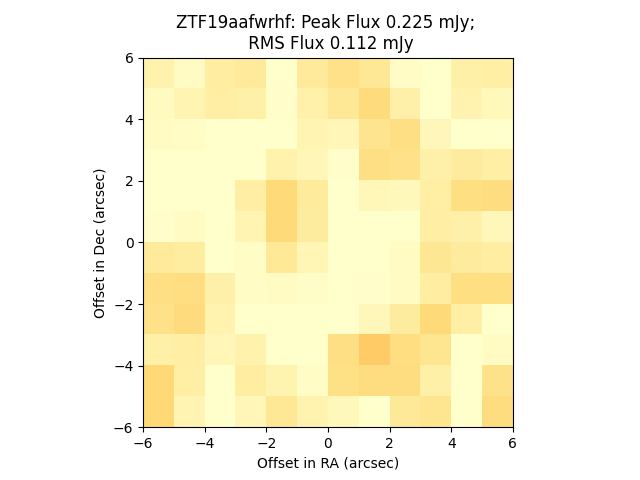 ZTF19aafwrhf: Peak Flux 0.225 mJy;
RMS Flux 0.112 mJy
6
4
2
0
−2
−4
−6
Offset in Dec (arcsec)
−6 −4 −2 0 2 4 6
Offset in RA (arcsec)